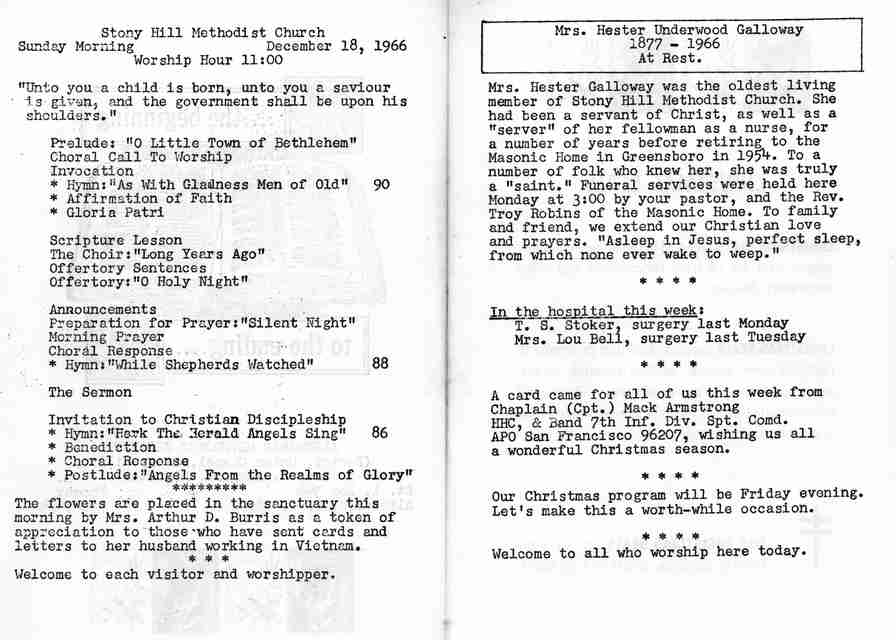 Stony Hill Methodist Church
Sunday Morning December 18, 1966
Worship Hour 11:00
"Unto you a child is born, unto you a saviour
is given, and the government shall be upon his
shoulders."
Prelude: "O Little Town of Bethlehem"
Choral Call To Worship
Invocation
* Hymn:"As With Gladness Men of Old" 90
* Affirmation of Faith
* Gloria Patri
Scripture Lesson
The Choir:"Long Years Ago"
Offertory Sentences
Offertory:"O Holy Night"
Announcements
Preparation for Prayer:"Silent Night"
Morning Prayer
Choral Response
* Hymn:"While Shepherds Watched" 88
The Sermon
Invitation to Christian Discipleship
* Hymn:"Hark The Herald Angels Sing" 86
* Benediction
* Choral Response
* Postlude:"Angels From the Realms of Glory"
*********
The flowers are placed in the sanctuary this
morning by Mrs. Arthur D. Burris as a token of
appreciation to those who have sent cards and
letters to her husband working in Vietnam.
* * *
Welcome to each visitor and worshipper.
Mrs. Hester Underwood Galloway
1877 - 1966
At Rest.
Mrs. Hester Galloway was the oldest living
member of Stony Hill Methodist Church. She
had been a servant of Christ, as well as a
"server" of her fellowman as a nurse, for
a number of years before retiring to the
Masonic Home in Greensboro in 1954. To a
number of folk who knew her, she was truly
a "saint." Funeral services were held here
Monday at 3:00 by your pastor, and the Rev.
Troy Robins of the Masonic Home. To family
and friend, we extend our Christian love
and prayers. "Asleep in Jesus, perfect sleep,
from which none ever wake to weep."
* * * *
In the hospital this week:
T. S. Stoker, surgery last Monday
Mrs. Lou Bell, surgery last Tuesday
* * * *
A card came for all of us this week from
Chaplain (Cpt.) Mack Armstrong
HHC, & Band 7th Inf. Div. Spt. Comd.
APO San Francisco 96207, wishing us all
a wonderful Christmas season.
* * * *
Our Christmas program will be Friday evening.
Let's make this a worth-while occasion.
* * * *
Welcome to all who worship here today.